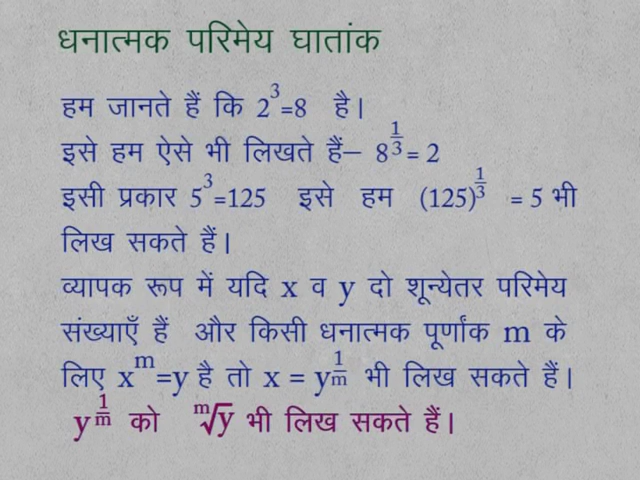 धनात्मक परिमेय घातांक
हम जानते हैं कि 2³=8 है।
इसे हम ऐसे भी लिखते हैं– 8^(1/3) = 2
इसी प्रकार 5³=125 इसे हम (125)^(1/3) = 5 भी
लिख सकते हैं।
व्यापक रूप में यदि x व y दो शून्येतर परिमेय
संख्याएँ हैं और किसी धनात्मक पूर्णांक m के
लिए x^m=y है तो x = y^(1/m) भी लिख सकते हैं।
y^(1/m) को ᵐ√y भी लिख सकते हैं।